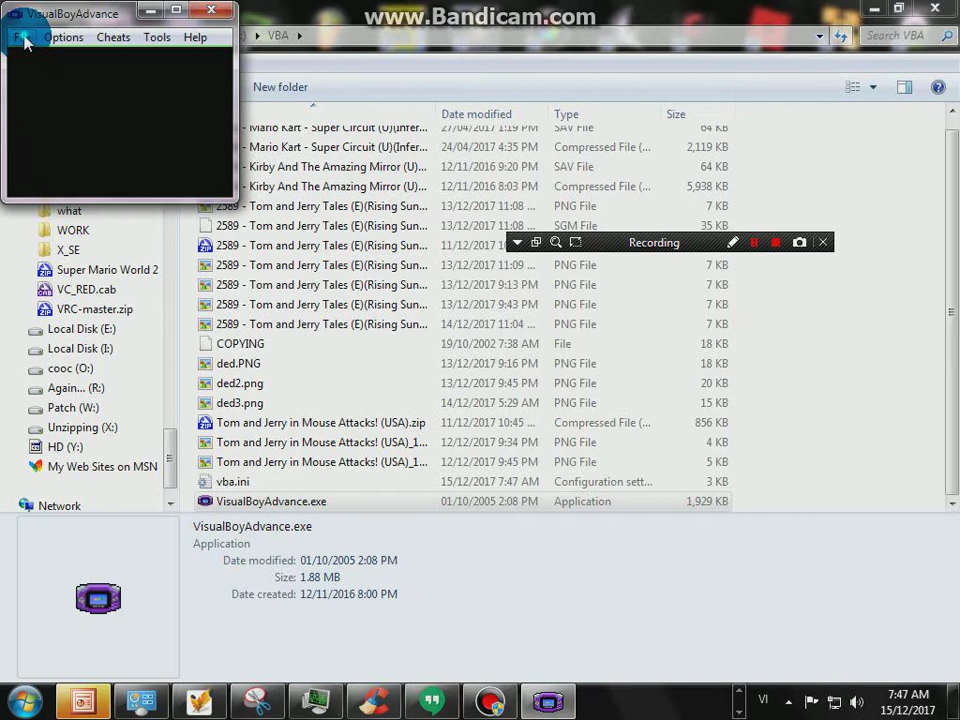 VisualBoyAdvance
www.Bandicam.com
Options Cheats Tools Help
VBA
Search VBA
New folder
Date modified Type Size
- Mario Kart - Super Circuit (U)(Infer... 27/04/2017 1:19 PM SAV File 64 KB
- Mario Kart - Super Circuit (U)(Infer... 24/04/2017 4:35 PM Compressed File (... 2,119 KB
- Kirby And The Amazing Mirror (U)... 12/11/2016 9:20 PM SAV File 64 KB
- Kirby And The Amazing Mirror (U)... 12/11/2016 8:03 PM Compressed File (... 5,938 KB
2589 - Tom and Jerry Tales (E)(Rising Sun... 13/12/2017 11:08 ... PNG File 7 KB
2589 - Tom and Jerry Tales (E)(Rising Sun... 13/12/2017 11:08 ... SGM File 35 KB
2589 - Tom and Jerry Tales (E)(Rising Sun...
Recording
2589 - Tom and Jerry Tales (E)(Rising Sun... 13/12/2017 11:09 ... PNG File 7 KB
2589 - Tom and Jerry Tales (E)(Rising Sun... 13/12/2017 9:13 PM PNG File 7 KB
2589 - Tom and Jerry Tales (E)(Rising Sun... 13/12/2017 9:43 PM PNG File 7 KB
2589 - Tom and Jerry Tales (E)(Rising Sun... 14/12/2017 11:04 ... PNG File 7 KB
COPYING 19/10/2002 7:38 AM File 18 KB
ded.PNG 13/12/2017 9:16 PM PNG File 18 KB
ded2.png 13/12/2017 9:45 PM PNG File 20 KB
ded3.png 14/12/2017 5:29 AM PNG File 15 KB
Tom and Jerry in Mouse Attacks! (USA).zip 11/12/2017 10:45 ... Compressed File (... 856 KB
Tom and Jerry in Mouse Attacks! (USA)_1... 12/12/2017 9:34 PM PNG File 4 KB
Tom and Jerry in Mouse Attacks! (USA)_1... 12/12/2017 9:45 PM PNG File 5 KB
vba.ini 15/12/2017 7:47 AM Configuration sett... 3 KB
VisualBoyAdvance.exe 01/10/2005 2:08 PM Application 1,929 KB
what
WORK
X_SE
Super Mario World 2
VC_RED.cab
VRC-master.zip
Local Disk (E:)
Local Disk (I:)
cooc (O:)
Again... (R:)
Patch (W:)
Unzipping (X:)
HD (Y:)
My Web Sites on MSN
Network
VisualBoyAdvance.exe
Application
Date modified: 01/10/2005 2:08 PM
Size: 1.88 MB
Date created: 12/11/2016 8:00 PM
VI
7:47 AM
15/12/2017